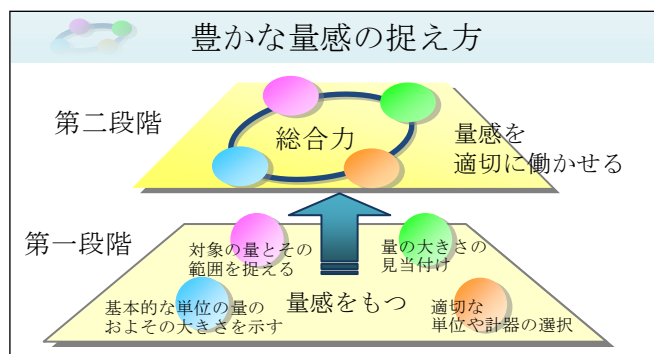 豊かな量感の捉え方
第二段階
総合力
量感を
適切に働かせる
第一段階
対象の量とその
範囲を捉える
量の大きさの
見当付け
基本的な単位の量の
およその大きさを示す
量感をもつ
適切な
単位や計器の選択